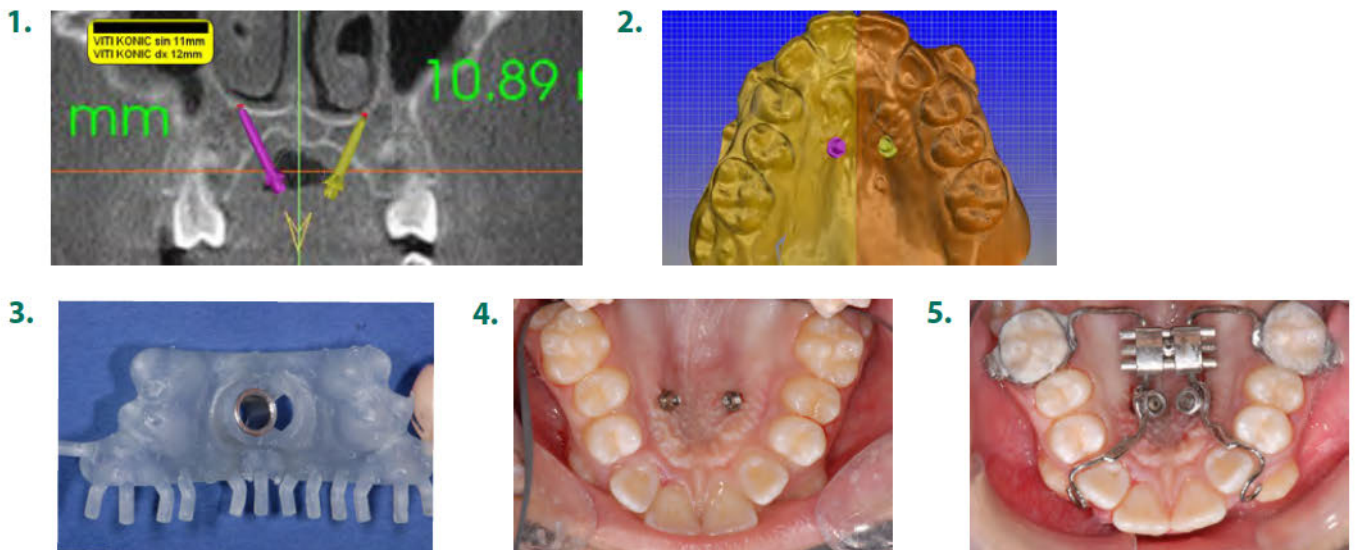 1.
VITI KONIC sin 11mm
VITI KONIC dx 12mm
mm
10.89
2.
3.
4.
5.